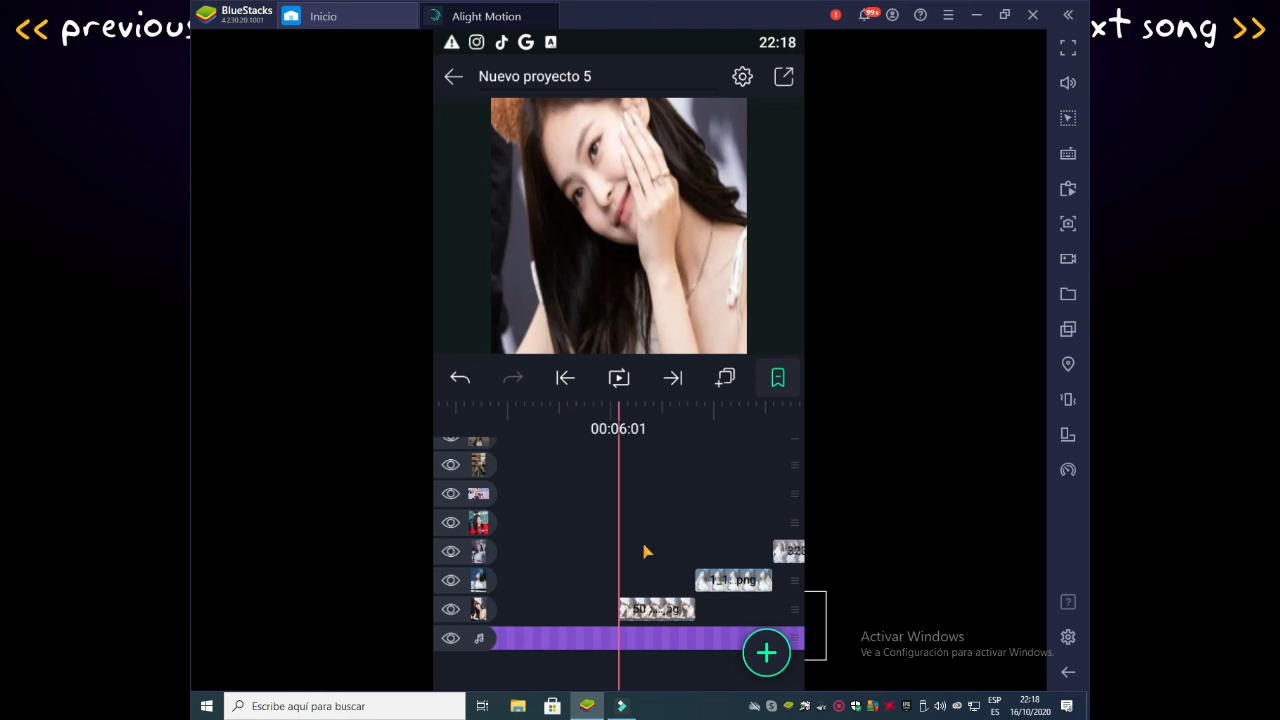 << previous
xt song >>
BlueStacks
4.230.20.1001
Inicio
Alight Motion
99+
22:18
Nuevo proyecto 5
00:06:01
1_1...png
Activar Windows
Ve a Configuración para activar Windows.
Escribe aquí para buscar
ESP
ES
22:18
16/10/2020